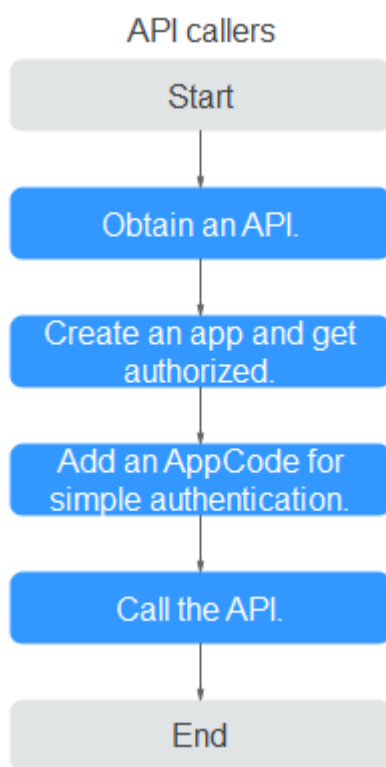 API callers
Start
Obtain an API.
Create an app and get
authorized.
Add an AppCode for
simple authentication.
Call the API.
End